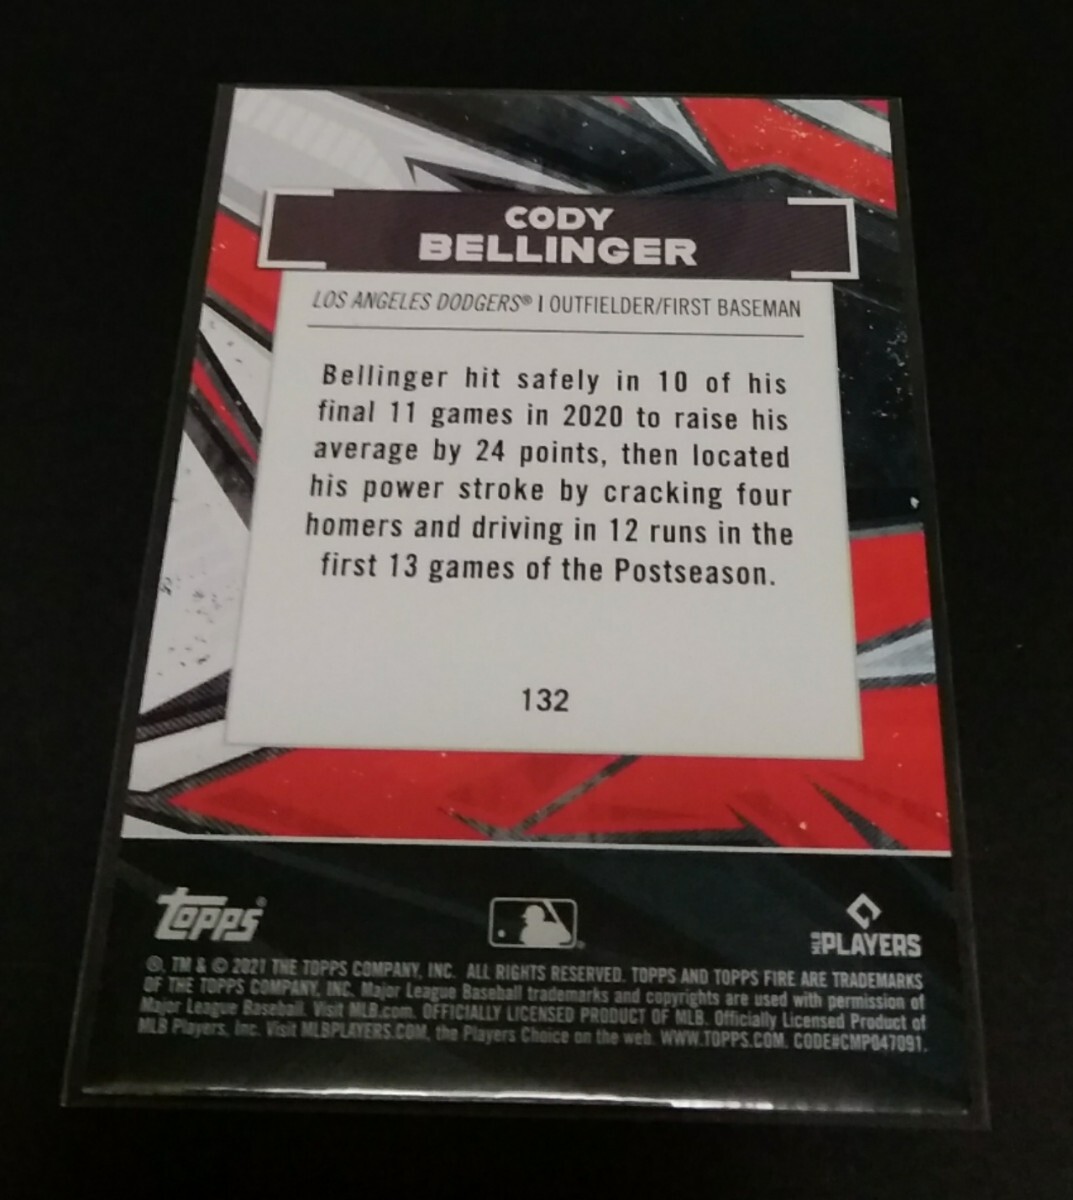 CODY
BELLINGER
LOS ANGELES DODGERS® | OUTFIELDER/FIRST BASEMAN
Bellinger hit safely in 10 of his
final 11 games in 2020 to raise his
average by 24 points, then located
his power stroke by cracking four
homers and driving in 12 runs in the
first 13 games of the Postseason.
132
TOPPS®
MLB PLAYERS
®, TM & © 2021 THE TOPPS COMPANY, INC. ALL RIGHTS RESERVED. TOPPS AND TOPPS FIRE ARE TRADEMARKS
OF THE TOPPS COMPANY, INC. Major League Baseball trademarks and copyrights are used with permission of
Major League Baseball. Visit MLB.com. OFFICIALLY LICENSED PRODUCT OF MLB. Officially Licensed Product of
MLB Players, Inc. Visit MLBPLAYERS.COM, the Players Choice on the web. WWW.TOPPS.COM. CODE#CMP047091.